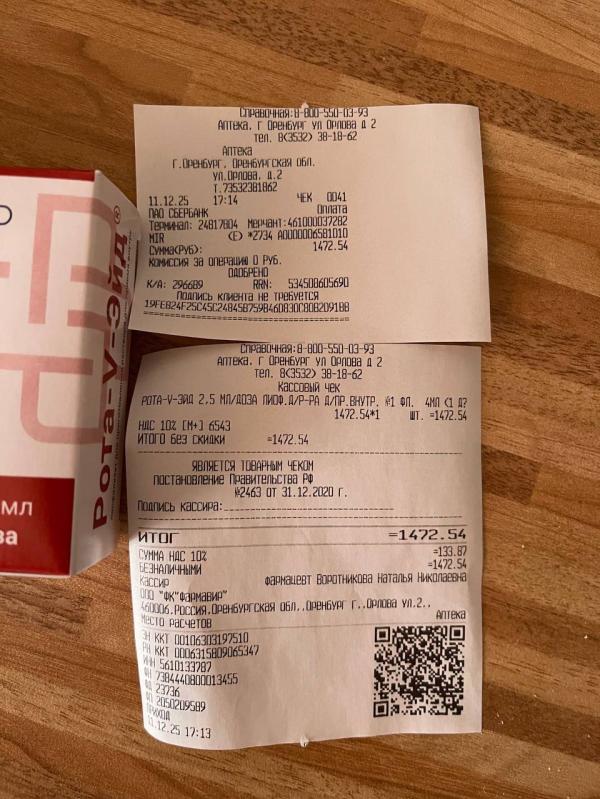 Справочная:8-800-550-03-93
Аптека, г Оренбург ул Орлова д 2
тел. 8(3532) 38-18-62
Аптека
г.Оренбург, Оренбургская обл.
ул.Орлова, д.2
т.73532381862
11.12.25 17:14 ЧЕК 0041
ПАО СБЕРБАНК Оплата
Терминал: 24817804 Мерчант:461000037282
MIR (E) *2734 A0000006581010
Сумма(Руб): 1472.54
Комиссия за операцию 0 Руб.
ОДОБРЕНО
К/А: 296689 RRN: 534508605690
Подпись клиента не требуется
19FEB24F25C45C24845B759B46D830C80B2D91BB
Справочная:8-800-550-03-93
Аптека, г Оренбург ул Орлова д 2
тел. 8(3532) 38-18-62
Кассовый чек
РОТА-V-ЭЙД 2,5 МЛ/ДОЗА ЛИОФ.Д/Р-РА Д/ПР.ВНУТР. №1 ФЛ. 4МЛ <1 Д?
1472.54*1 шт. =1472.54
НДС 10% [М+] 6543
ИТОГО без скидки =1472.54
ЯВЛЯЕТСЯ ТОВАРНЫМ ЧЕКОМ
постановление Правительства РФ
№2463 от 31.12.2020 г.
Подпись кассира:
ИТОГ =1472.54
СУММА НДС 10% =133.87
БЕЗНАЛИЧНЫМИ =1472.54
Кассир фармацевт Воротникова Наталья Николаевна
ООО "ФК"Фармавир"
460006,Россия,Оренбургская обл.,Оренбург г.,Орлова ул,2,,
Место расчетов Аптека
ЗН ККТ 00106303197510
РН ККТ 0006315809065347
ИНН 5610133787
ФН 7384440800013455
ФД 23736
ФП 2050209589
ПРИХОД
11.12.25 17:13
Рота-V-Эйд®
мл
за